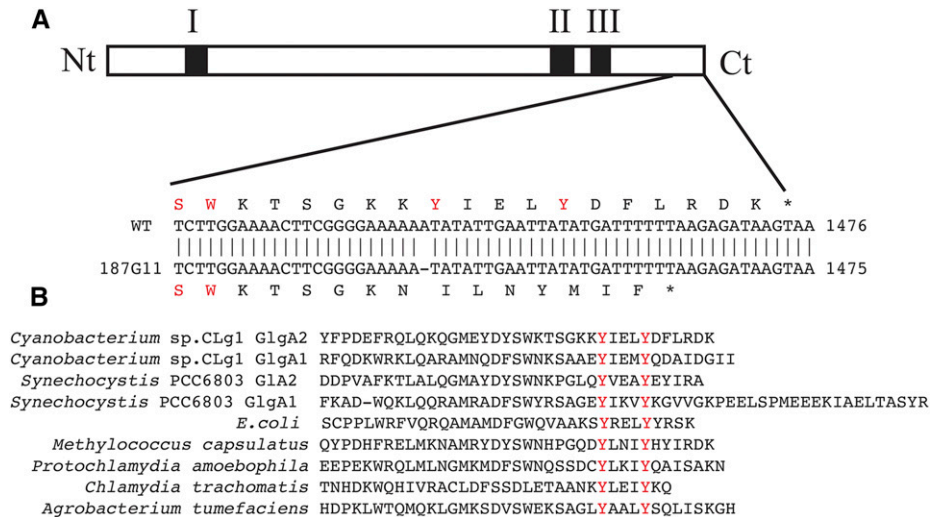 A
I II III
Nt Ct
S W K T S G K K Y I E L Y D F L R D K *
WT TCTTGGAAAACTTCGGGGAAAAAATATATTGAATTATATGATTTTTTAAGAGATAAGTAA 1476
187G11 TCTTGGAAAACTTCGGGGAAAAA-TATATTGAATTATATGATTTTTTAAGAGATAAGTAA 1475
S W K T S G K N I L N Y M I F *
B
Cyanobacterium sp.CLg1 GlgA2 YFPDEFRQLQKQGMEYDYSWKTSGKKYIELYDFLRDK
Cyanobacterium sp.CLg1 GlgA1 RFQDKWRKLQARAMNQDFSWNKSAAEYIEMYQDAIDGII
Synechocystis PCC6803 GlA2 DDPVAFKTLALQGMAYDYSWNKPGLQYVEAYEYIRA
Synechocystis PCC6803 GlgA1 FKAD-WQKLQQRAMRADFSWYRSAGEYIKVYKGVVGKPEELSPMEEEKIAELTASYR
E.coli SCPPLWRFVQRQAMAMDFGWQVAAKSYRELYYRSK
Methylococcus capsulatus QYPDHFRELMKNAMRYDYSWNHPGQDYLNIYHYIRDK
Protochlamydia amoebophila EEPEKWRQLMLNGMKMDFSWNQSSDCYLKIYQAISAKN
Chlamydia trachomatis TNHDKWQHIVRACLDFSSDLETAANKYLEIYKQ
Agrobacterium tumefaciens HDPKLWTQMQKLGMKSDVSWEKSAGLYAALYSQLISKGH